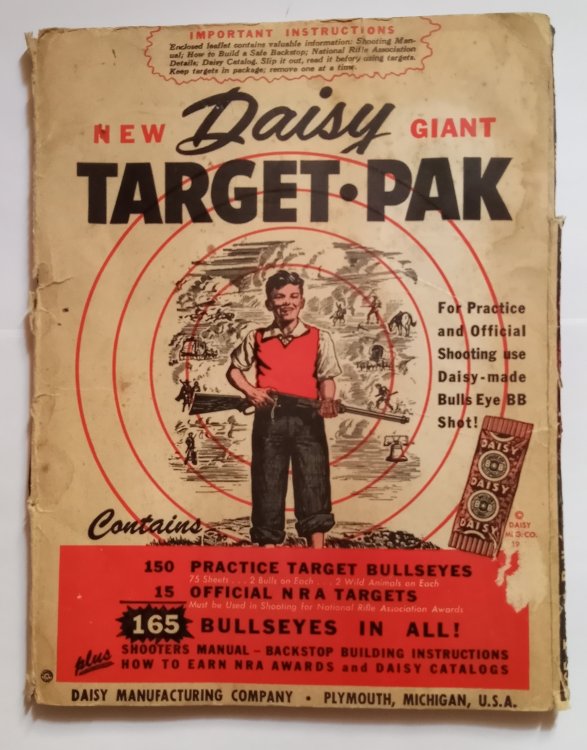 IMPORTANT INSTRUCTIONS
Enclosed leaflet contains valuable information: Shooting Man-
ual; How to Build a Safe Backstop; National Rifle Association
Details; Daisy Catalog. Slip it out, read it before using targets.
Keep targets in package; remove one at a time.
NEW Daisy GIANT
TARGET•PAK
For Practice
and Official
Shooting use
Daisy-made
Bulls Eye BB
Shot!
DAISY
DAISY
DAISY
© DAISY
19
Contains
150 PRACTICE TARGET BULLSEYES
75 Sheets . . . 2 Bulls on Each . . . 2 Wild Animals on Each
15 OFFICIAL NRA TARGETS
Must be Used in Shooting for National Rifle Association Awards
165 BULLSEYES IN ALL!
plus SHOOTERS MANUAL – BACKSTOP BUILDING INSTRUCTIONS
HOW TO EARN NRA AWARDS and DAISY CATALOGS
DAISY MANUFACTURING COMPANY • PLYMOUTH, MICHIGAN, U.S.A.